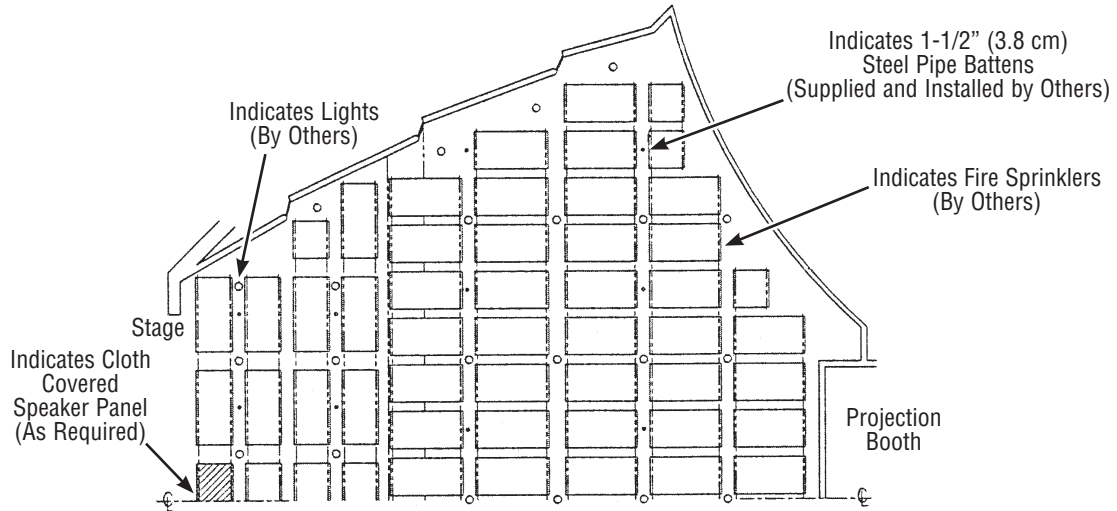 Indicates 1-1/2” (3.8 cm)
Steel Pipe Battens
(Supplied and Installed by Others)
Indicates Lights
(By Others)
Indicates Fire Sprinklers
(By Others)
Stage
Indicates Cloth
Covered
Speaker Panel
(As Required)
Projection
Booth
℄
℄